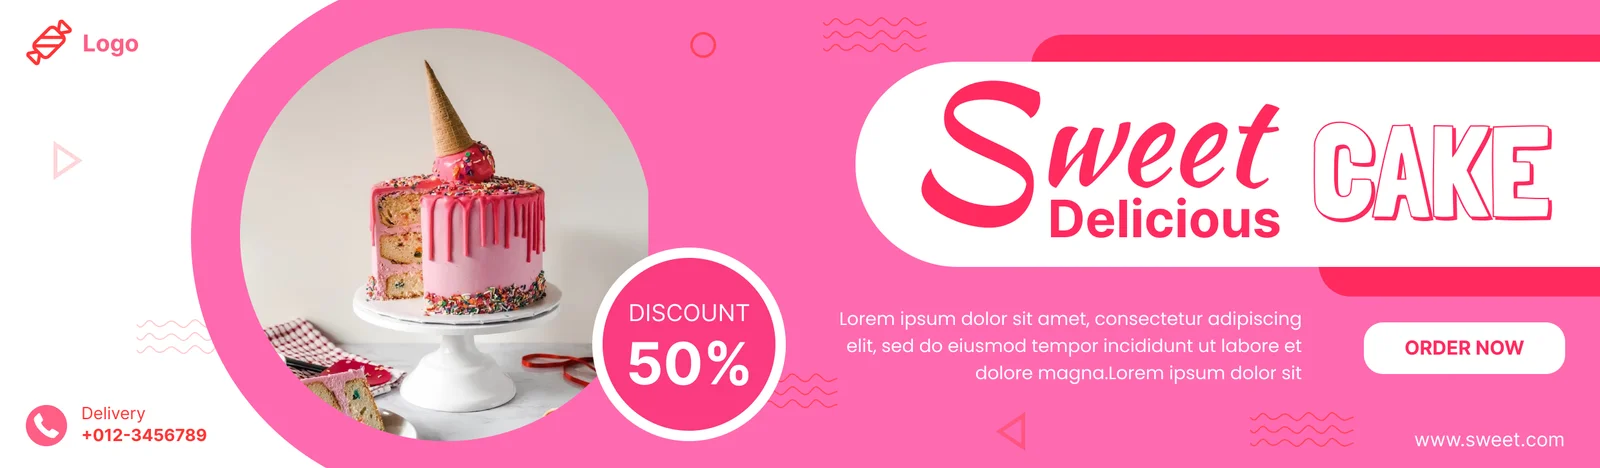 Logo
Sweet
Delicious
CAKE
DISCOUNT
50%
Lorem ipsum dolor sit amet, consectetur adipiscing
elit, sed do eiusmod tempor incididunt ut labore et
dolore magna.Lorem ipsum dolor sit
ORDER NOW
Delivery
+012-3456789
www.sweet.com